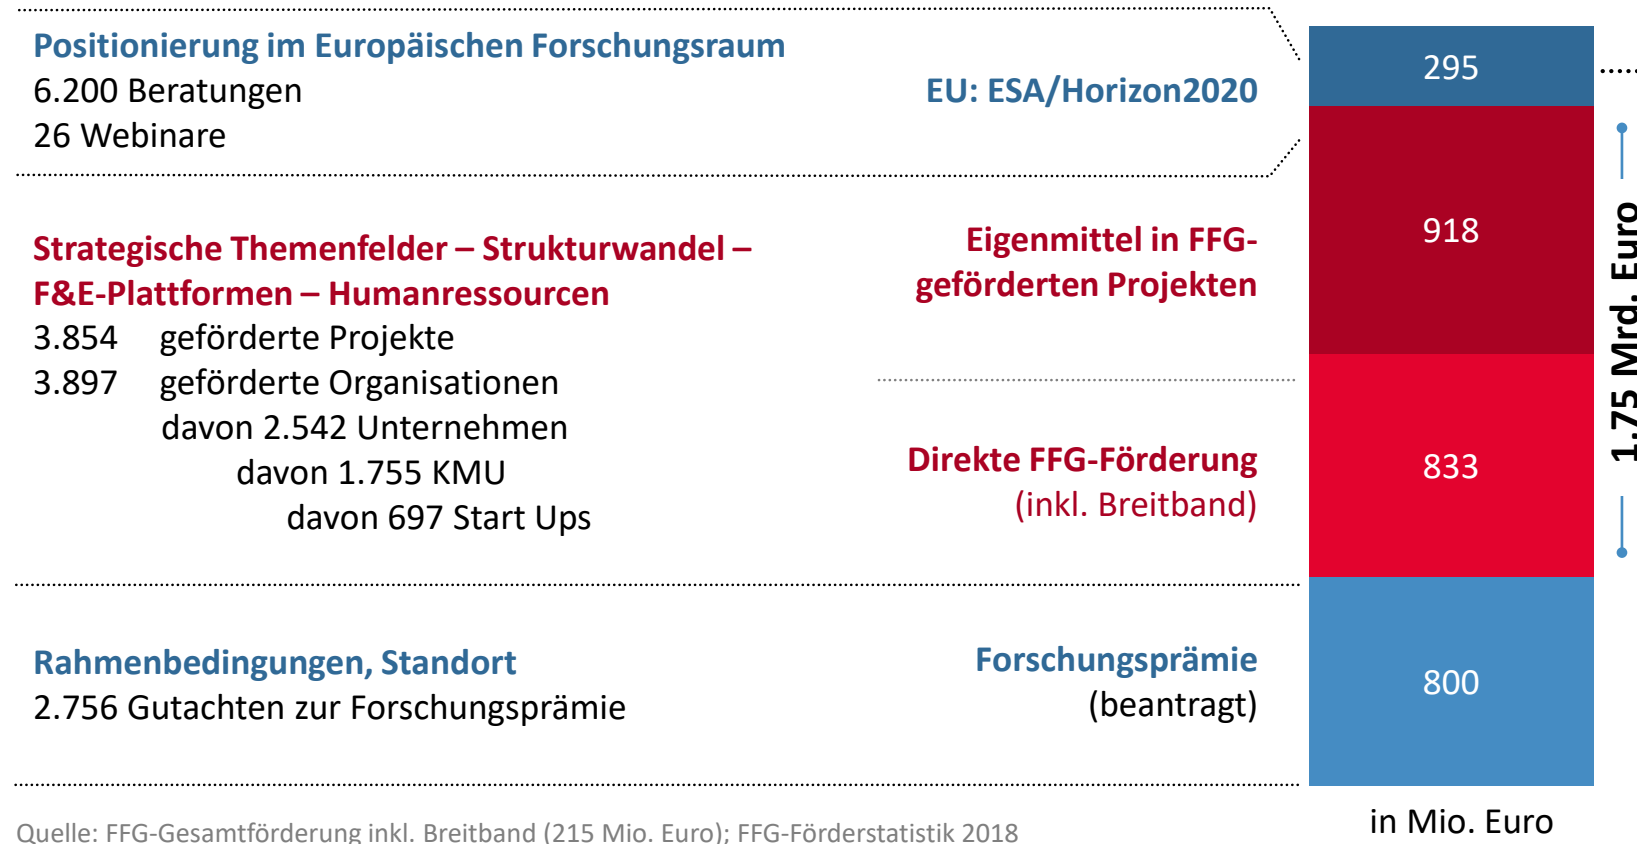 Positionierung im Europäischen Forschungsraum
6.200 Beratungen
26 Webinare
EU: ESA/Horizon2020
295
Strategische Themenfelder – Strukturwandel –
F&E-Plattformen – Humanressourcen
3.854 geförderte Projekte
3.897 geförderte Organisationen
davon 2.542 Unternehmen
davon 1.755 KMU
davon 697 Start Ups
Eigenmittel in FFG-
geförderten Projekten
918
Direkte FFG-Förderung
(inkl. Breitband)
833
1.75 Mrd. Euro
Rahmenbedingungen, Standort
2.756 Gutachten zur Forschungsprämie
Forschungsprämie
(beantragt)
800
in Mio. Euro
Quelle: FFG-Gesamtförderung inkl. Breitband (215 Mio. Euro); FFG-Förderstatistik 2018